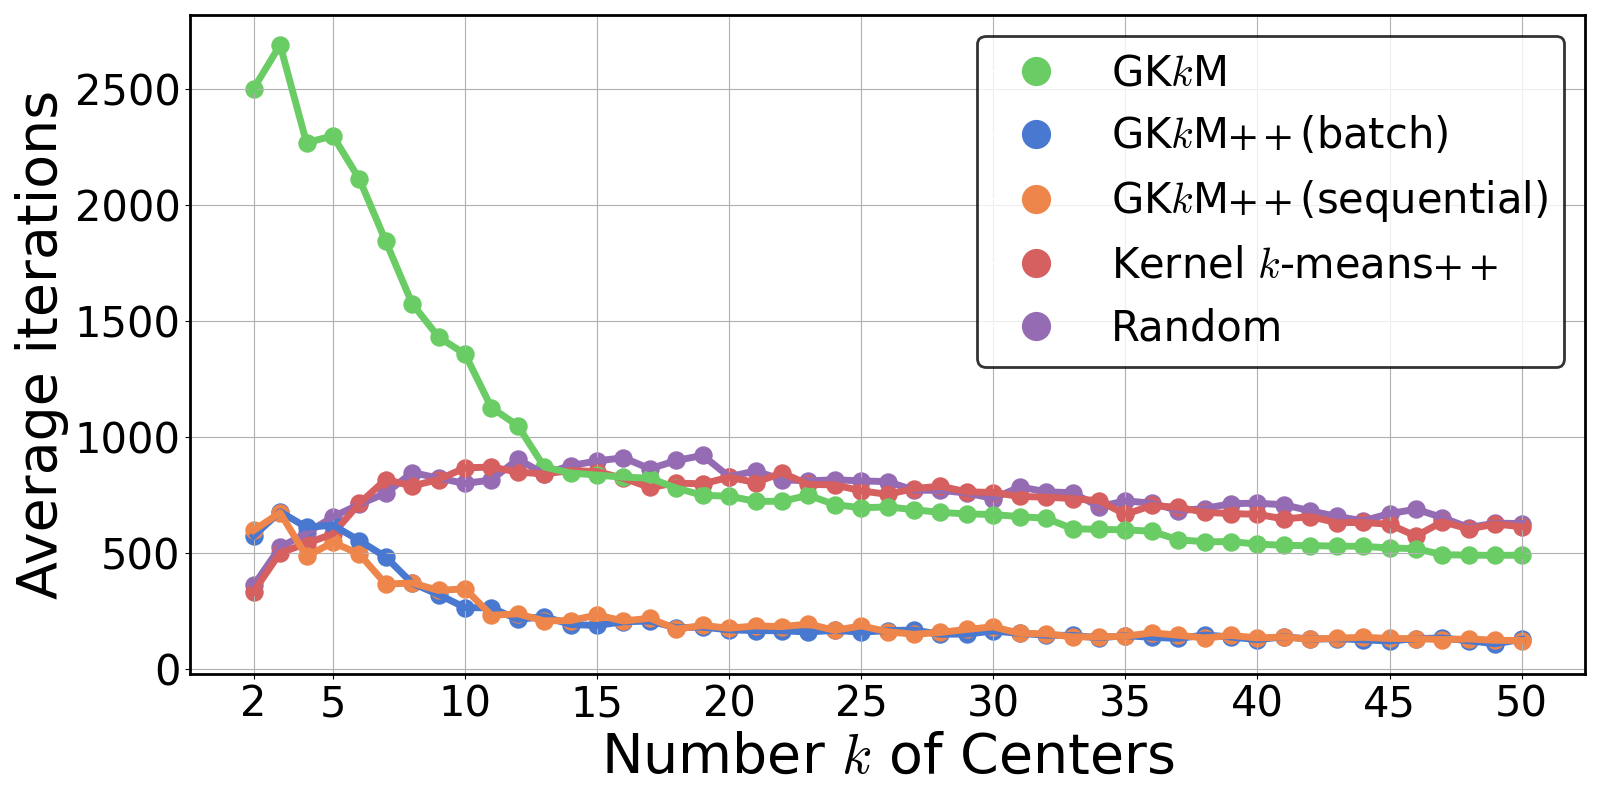 Average iterations
2500
2000
1500
1000
500
0
GKkM
GKkM++(batch)
GKkM++(sequential)
Kernel k-means++
Random
2 5 10 15 20 25 30 35 40 45 50
Number k of Centers